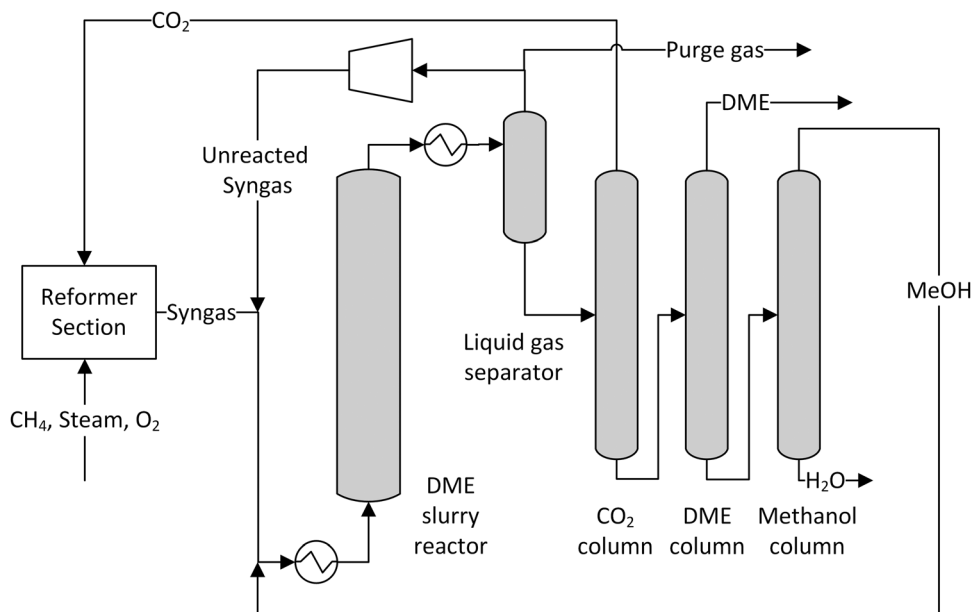 CO₂
Purge gas
DME
Unreacted
Syngas
MeOH
Reformer
Section
Syngas
Liquid gas
separator
CH₄, Steam, O₂
DME
slurry
reactor
H₂O
CO₂
column
DME
column
Methanol
column